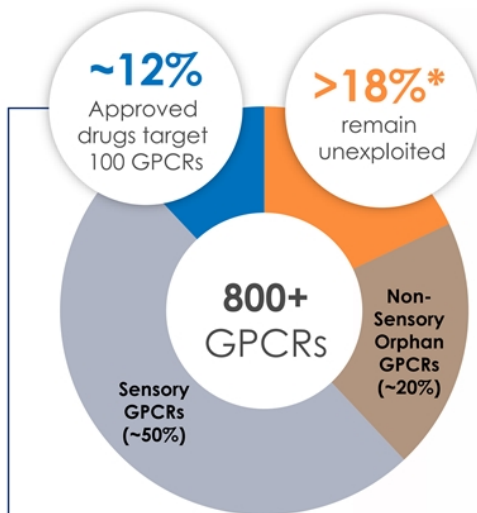 ~12%
Approved
drugs target
100 GPCRs
>18%*
remain
unexploited
800+
GPCRs
Non-
Sensory
Orphan
GPCRs
(~20%)
Sensory
GPCRs
(~50%)